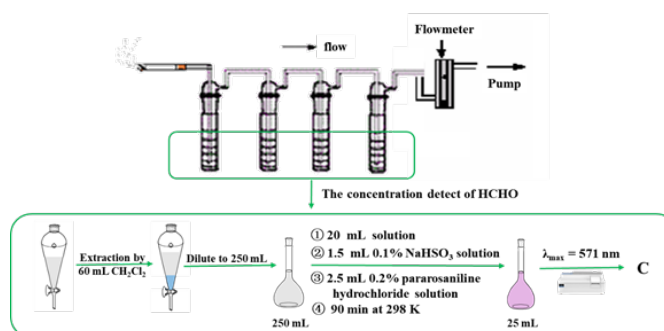 flow
Flowmeter
Pump
The concentration detect of HCHO
Extraction by
60 mL CH₂Cl₂
Dilute to 250 mL
250 mL
① 20 mL solution
② 1.5 mL 0.1% NaHSO₃ solution
③ 2.5 mL 0.2% pararosaniline
hydrochloride solution
④ 90 min at 298 K
25 mL
λmax = 571 nm
C